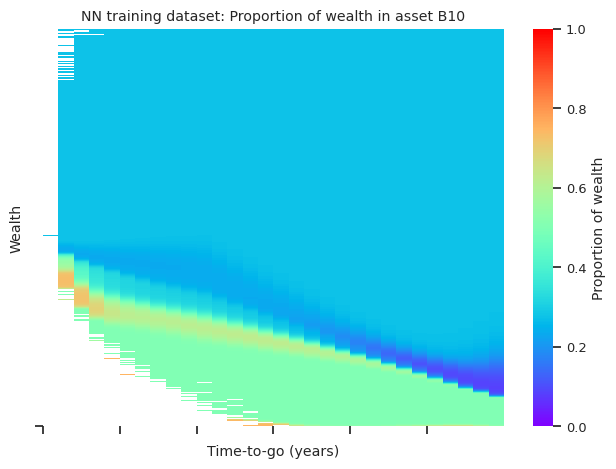 NN training dataset: Proportion of wealth in asset B10
Wealth
Time-to-go (years)
1.0
0.8
0.6
0.4
0.2
0.0
Proportion of wealth